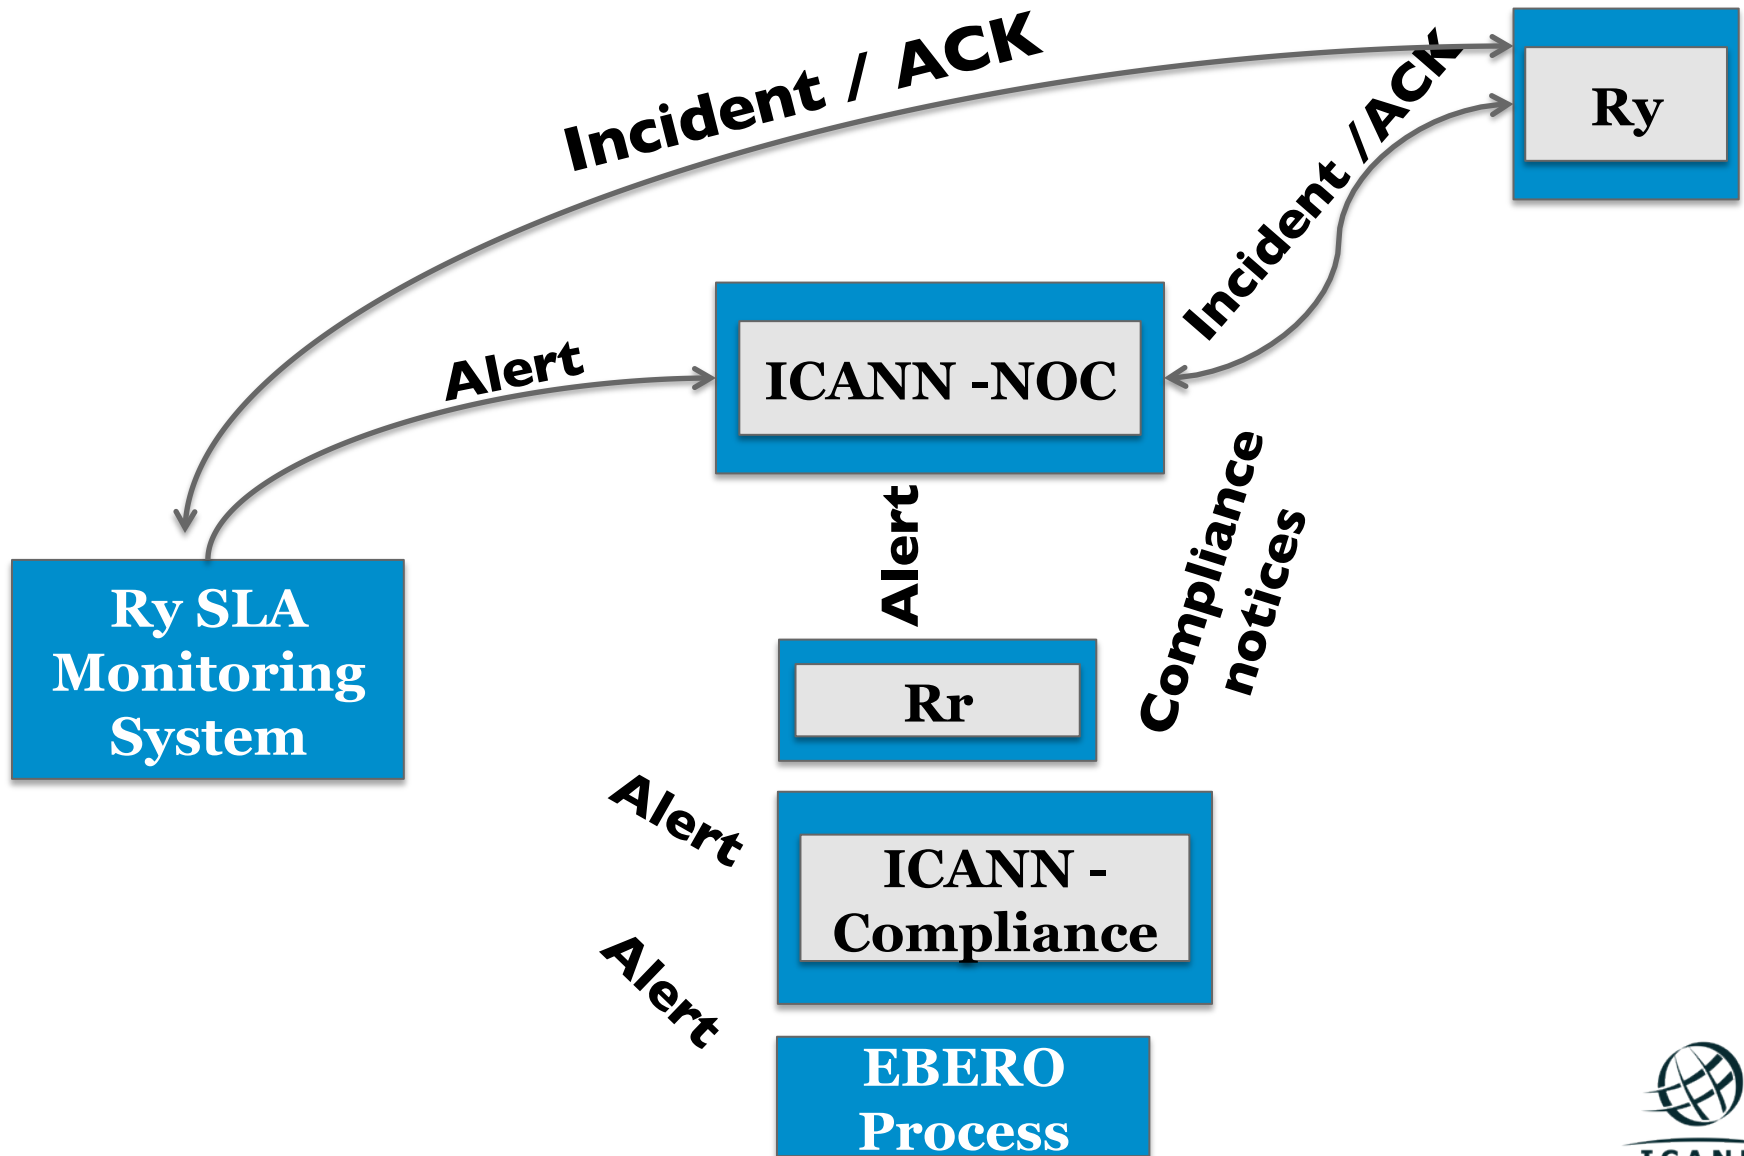 Incident / ACK
Incident / ACK
Ry
Alert
ICANN -NOC
Alert
Compliance
notices
Ry SLA
Monitoring
System
Rr
Alert
ICANN -
Compliance
Alert
EBERO
Process